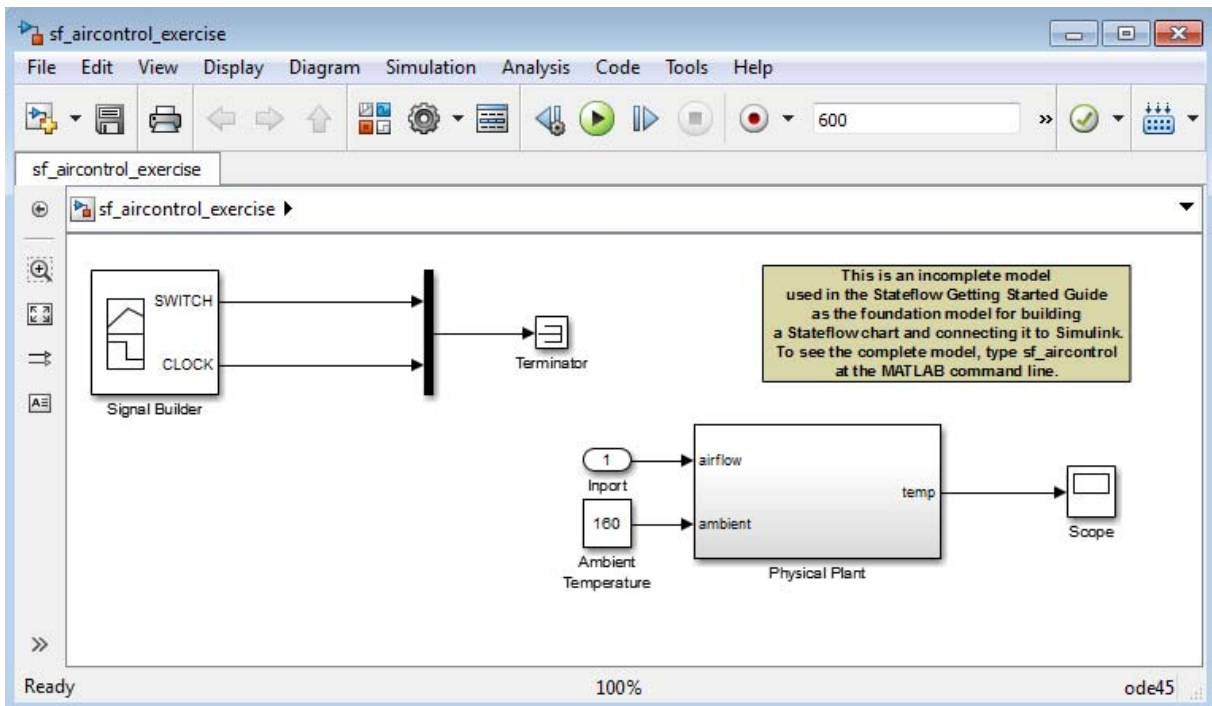 sf_aircontrol_exercise
File Edit View Display Diagram Simulation Analysis Code Tools Help
600
sf_aircontrol_exercise
sf_aircontrol_exercise
SWITCH
CLOCK
Signal Builder
Terminator
This is an incomplete model
used in the Stateflow Getting Started Guide
as the foundation model for building
a Stateflow chart and connecting it to Simulink.
To see the complete model, type sf_aircontrol
at the MATLAB command line.
1
Inport
160
Ambient
Temperature
airflow
ambient
temp
Physical Plant
Scope
Ready 100% ode45